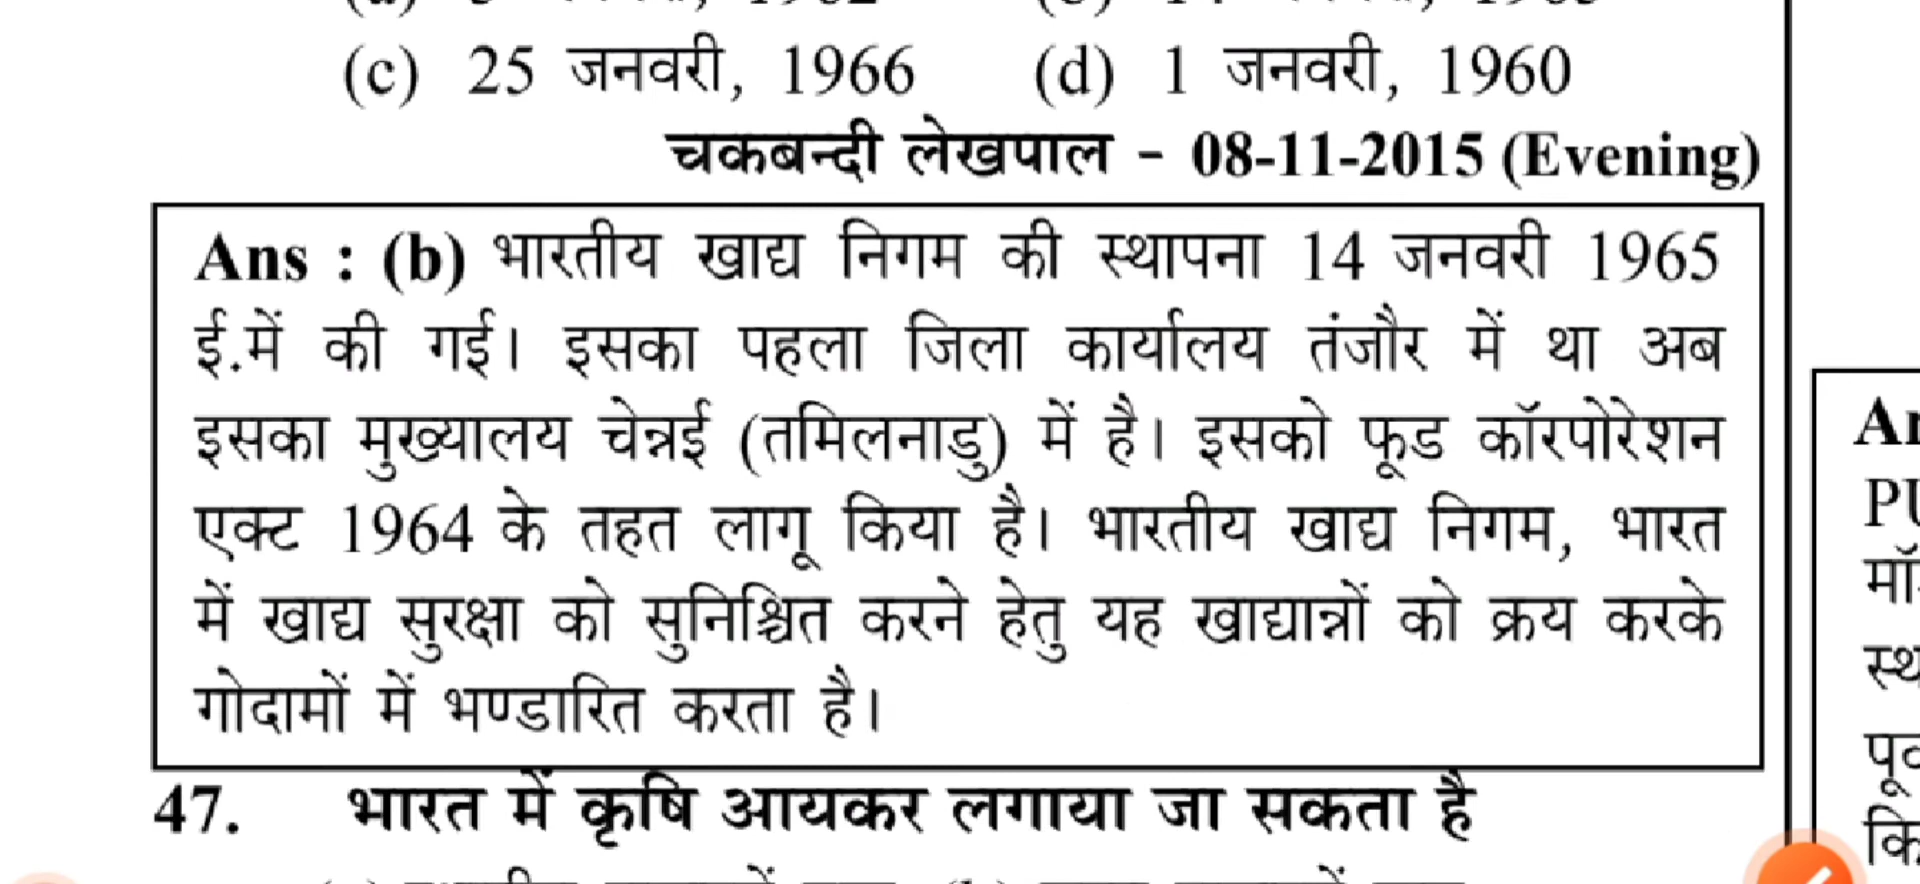 (c) 25 जनवरी, 1966 (d) 1 जनवरी, 1960
चकबन्दी लेखपाल - 08-11-2015 (Evening)
Ans : (b) भारतीय खाद्य निगम की स्थापना 14 जनवरी 1965
ई.में की गई। इसका पहला जिला कार्यालय तंजौर में था अब
इसका मुख्यालय चेन्नई (तमिलनाडु) में है। इसको फूड कॉरपोरेशन
एक्ट 1964 के तहत लागू किया है। भारतीय खाद्य निगम, भारत
में खाद्य सुरक्षा को सुनिश्चित करने हेतु यह खाद्यान्नों को क्रय करके
गोदामों में भण्डारित करता है।
47. भारत में कृषि आयकर लगाया जा सकता है